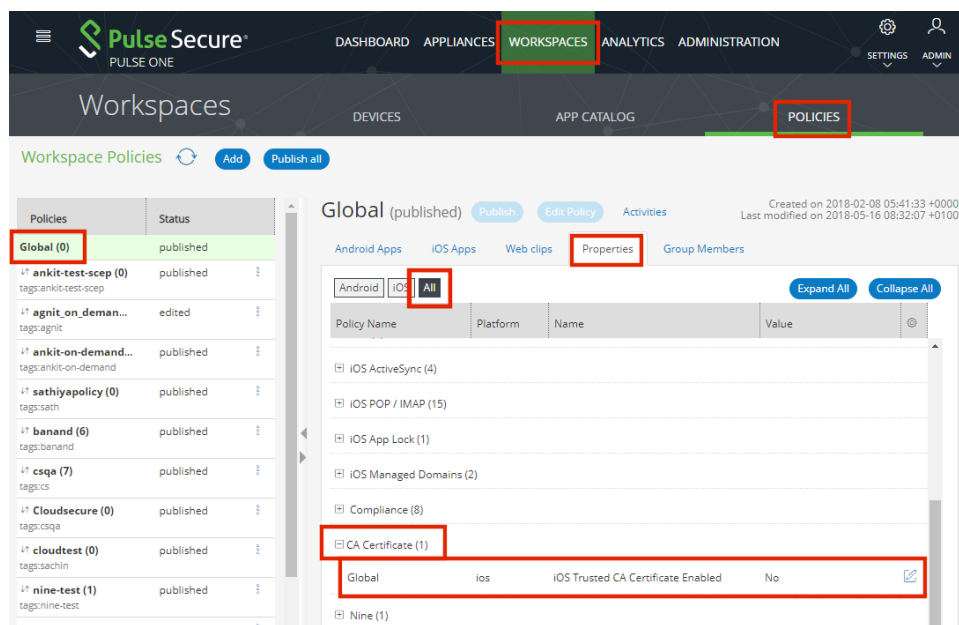 Pulse Secure®
PULSE ONE
DASHBOARD APPLIANCES WORKSPACES ANALYTICS ADMINISTRATION
SETTINGS ADMIN
Workspaces
DEVICES APP CATALOG POLICIES
Workspace Policies Add Publish all
Policies Status
Global (0) published
ankit-test-scep (0) published
tags:ankit-test-scep
agnit_on_deman... edited
tags:agnit
ankit-on-demand... published
tags:ankit-on-demand
sathiyapolicy (0) published
tags:sath
banand (6) published
tags:banand
csqa (7) published
tags:cs
Cloudsecure (0) published
tags:csqa
cloudtest (0) published
tags:sachin
nine-test (1) published
tags:nine-test
Global (published) Publish Edit Policy Activities
Created on 2018-02-08 05:41:33 +0000
Last modified on 2018-05-16 08:32:07 +0100
Android Apps iOS Apps Web clips Properties Group Members
Android iOS All Expand All Collapse All
Policy Name Platform Name Value
iOS ActiveSync (4)
iOS POP / IMAP (15)
iOS App Lock (1)
iOS Managed Domains (2)
Compliance (8)
CA Certificate (1)
Global ios iOS Trusted CA Certificate Enabled No
Nine (1)